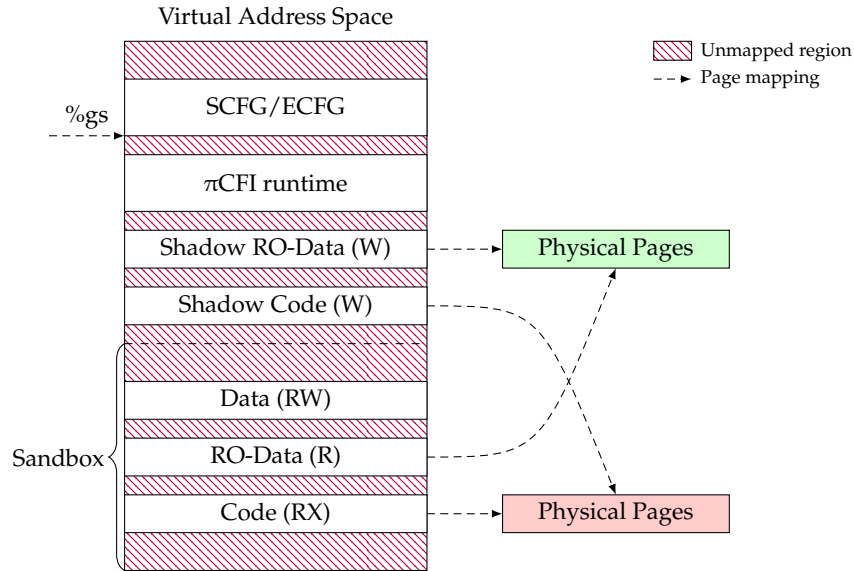 Virtual Address Space
Unmapped region
Page mapping
SCFG/ECFG
%gs
πCFI runtime
Shadow RO-Data (W)
Physical Pages
Shadow Code (W)
Data (RW)
Sandbox
RO-Data (R)
Code (RX)
Physical Pages